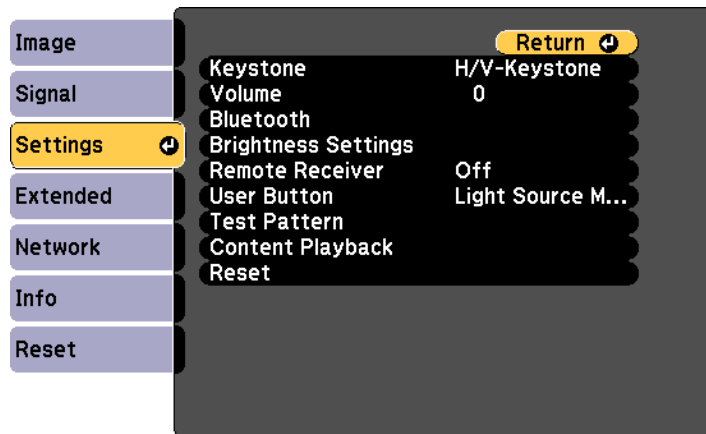 Image
Signal
Settings
Extended
Network
Info
Reset
Return
Keystone H/V-Keystone
Volume 0
Bluetooth
Brightness Settings
Remote Receiver Off
User Button Light Source M...
Test Pattern
Content Playback
Reset